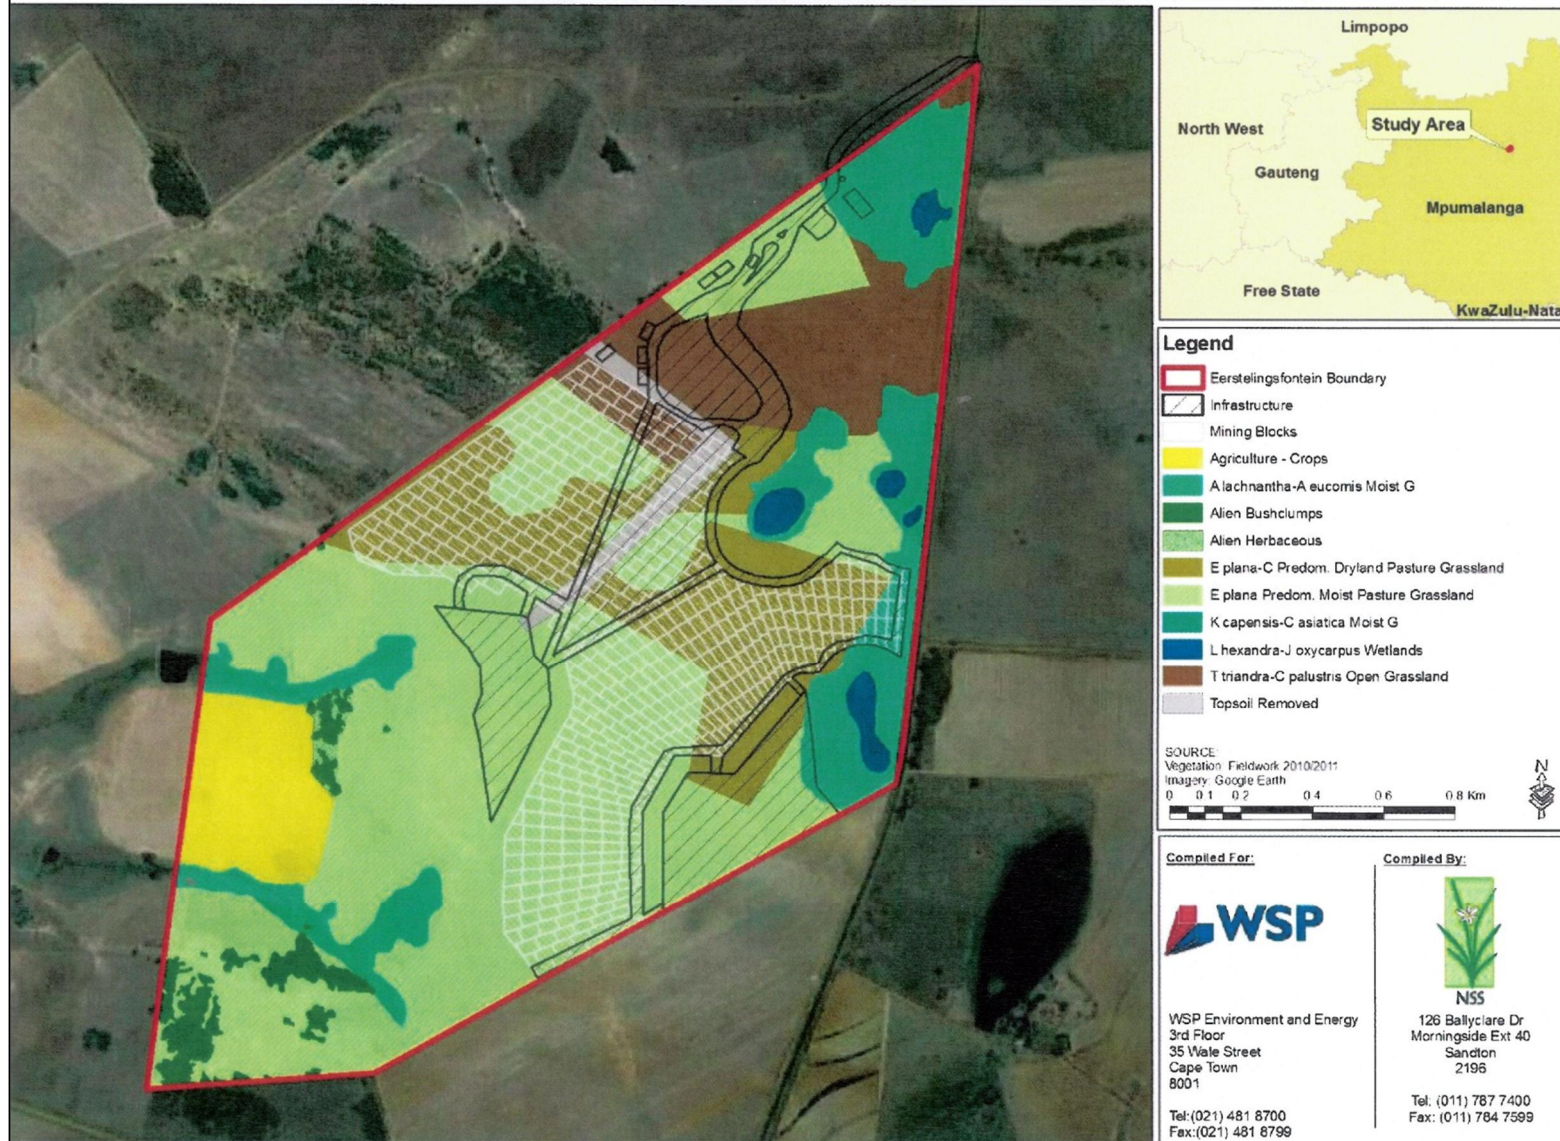 Limpopo
North West
Study Area
Gauteng
Mpumalanga
Free State
KwaZulu-Nata
Legend
Eerstelingsfontein Boundary
Infrastructure
Mining Blocks
Agriculture - Crops
A lachnantha-A eucomis Moist G
Alien Bushclumps
Alien Herbaceous
E plana-C Predom. Dryland Pasture Grassland
E plana Predom. Moist Pasture Grassland
K capensis-C asiatica Moist G
L hexandra-J oxycarpus Wetlands
T triandra-C palustris Open Grassland
Topsoil Removed
SOURCE:
Vegetation: Fieldwork 2010/2011
Imagery: Google Earth
0 0 1 0 2 0 4 0 6 0 8 Km
N
Compiled For:
WSP
WSP Environment and Energy
3rd Floor
35 Wale Street
Cape Town
8001
Tel:(021) 481 8700
Fax:(021) 481 8799
Compiled By:
NSS
126 Ballyclare Dr
Morningside Ext 40
Sandton
2196
Tel: (011) 787 7400
Fax: (011) 784 7599